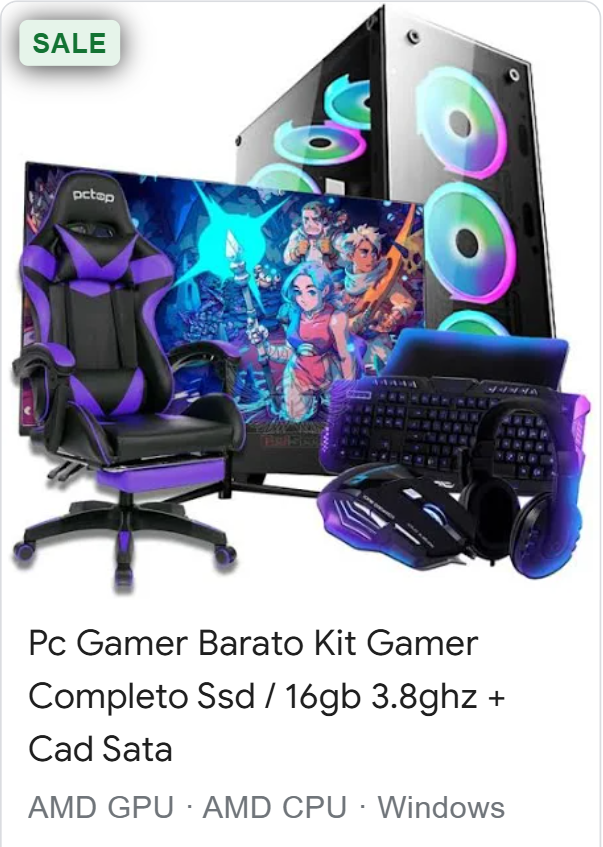 SALE
pctop
Pc Gamer Barato Kit Gamer
Completo Ssd / 16gb 3.8ghz +
Cad Sata
AMD GPU · AMD CPU · Windows